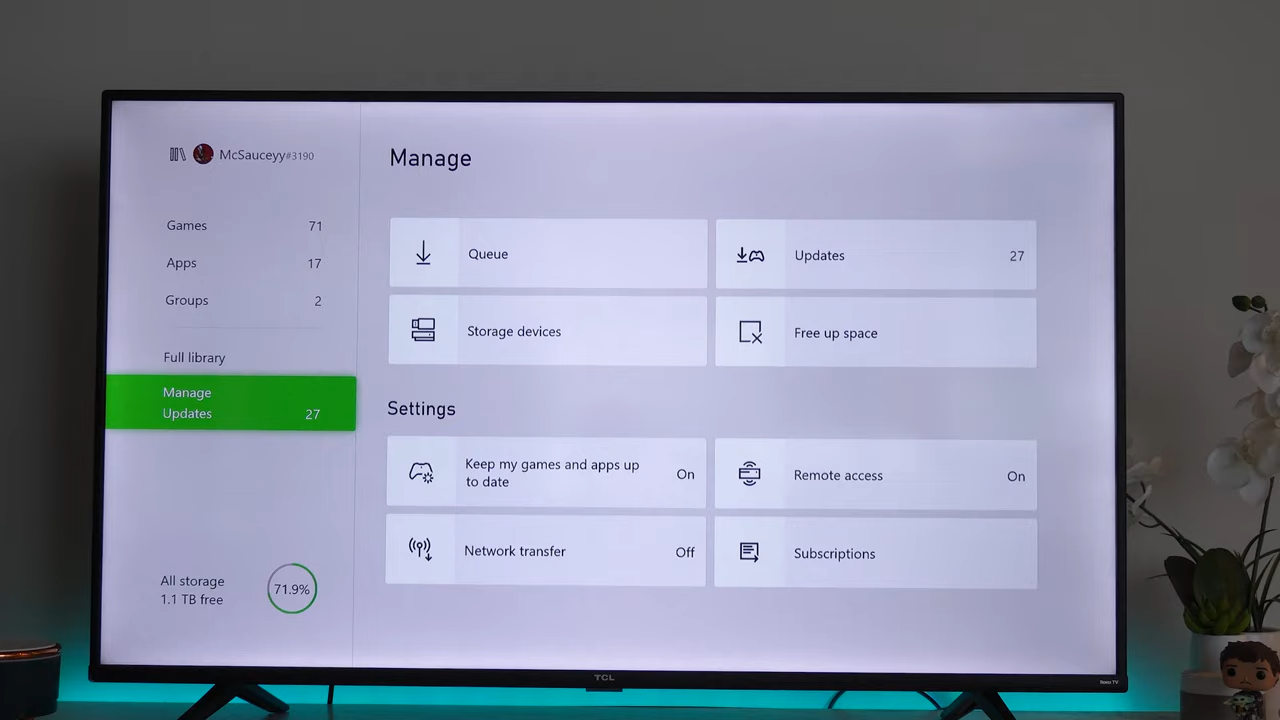 McSauceyy#3190
Games 71
Apps 17
Groups 2
Full library
Manage
Updates 27
All storage
1.1 TB free
71.9%
Manage
Queue
Updates 27
Storage devices
Free up space
Settings
Keep my games and apps up
to date
On
Remote access On
Network transfer Off
Subscriptions
TCL
Roku TV